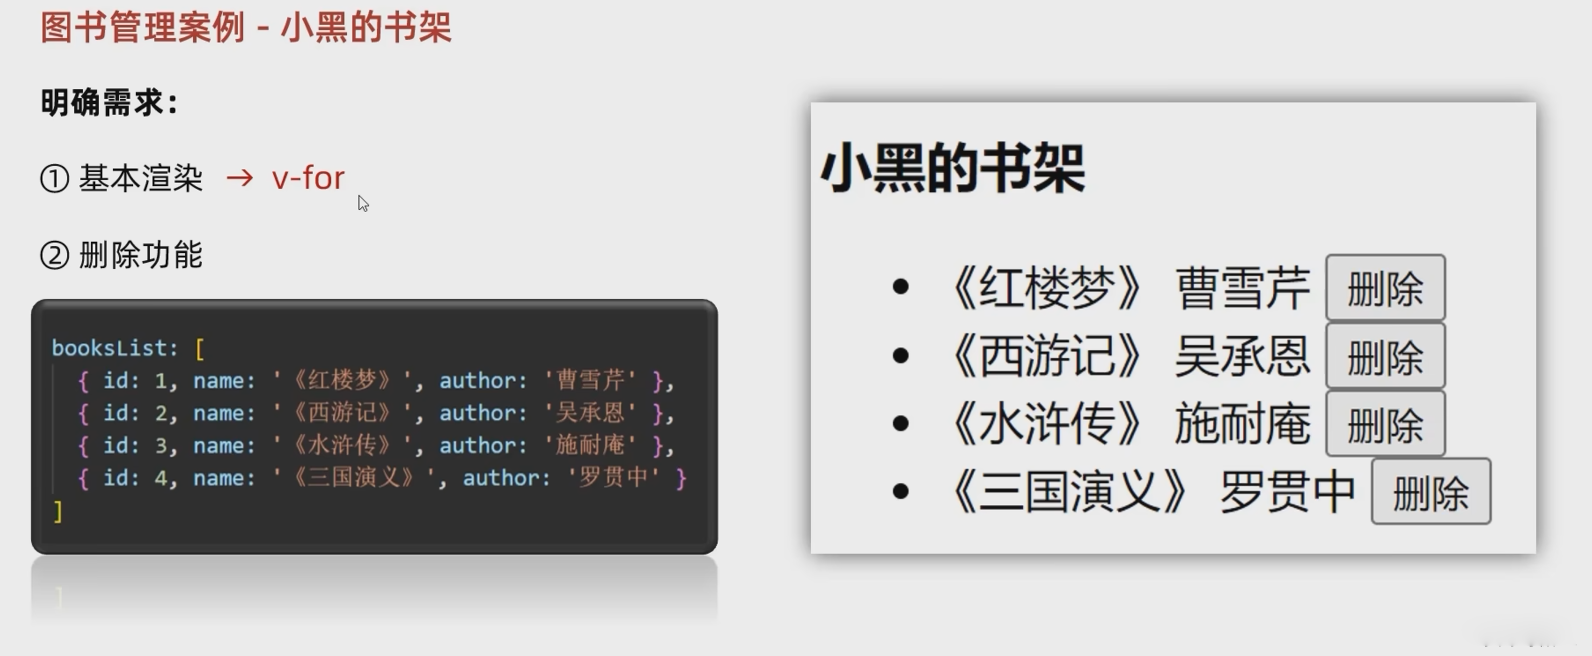 图书管理案例 - 小黑的书架
明确需求：
① 基本渲染 → v-for
② 删除功能
booksList: [
{ id: 1, name: '《红楼梦》', author: '曹雪芹' },
{ id: 2, name: '《西游记》', author: '吴承恩' },
{ id: 3, name: '《水浒传》', author: '施耐庵' },
{ id: 4, name: '《三国演义》', author: '罗贯中' }
]
小黑的书架
• 《红楼梦》 曹雪芹 删除
• 《西游记》 吴承恩 删除
• 《水浒传》 施耐庵 删除
• 《三国演义》 罗贯中 删除